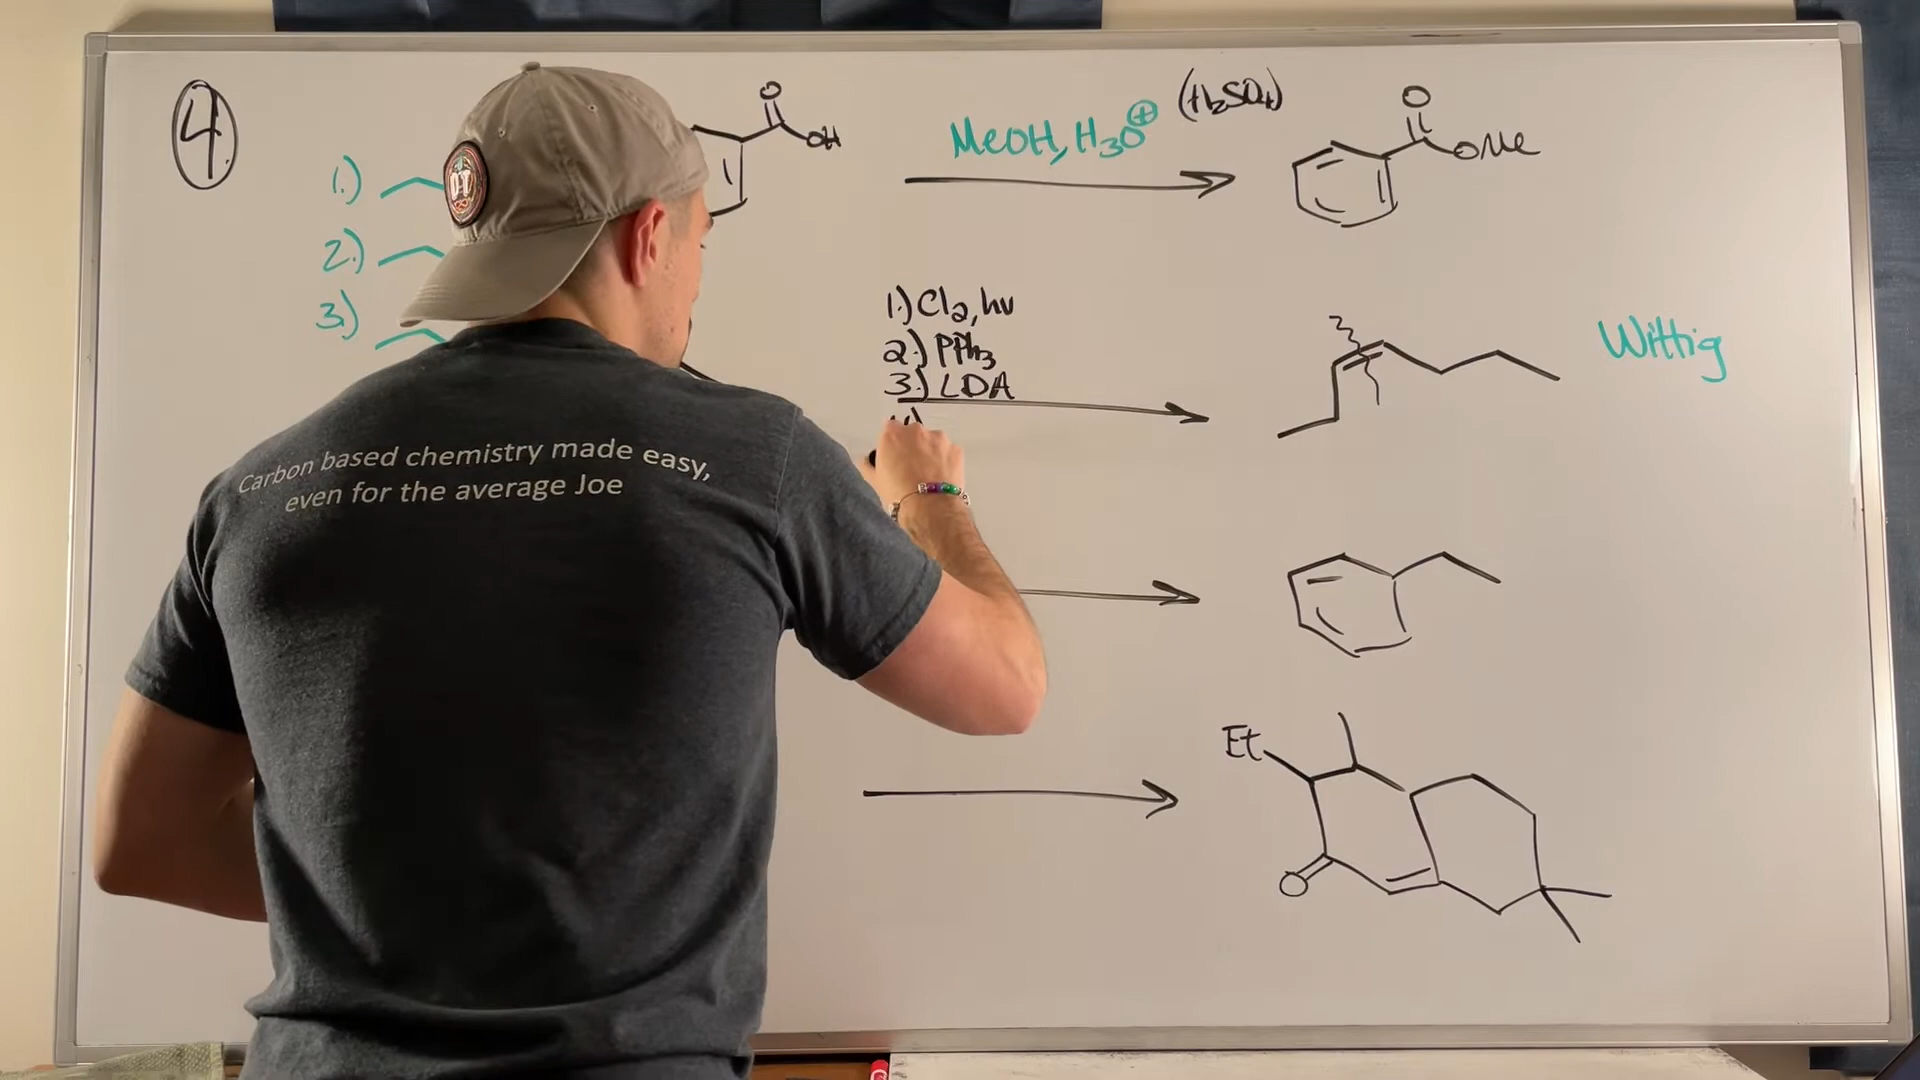 4.
1.)
2.)
3.)
O
OH
MeOH, H3O⊕
(H2SO4)
O
OMe
1.) Cl2, hν
2.) PPh3
3.) LDA
Wittig
Carbon based chemistry made easy,
even for the average Joe
Et
O